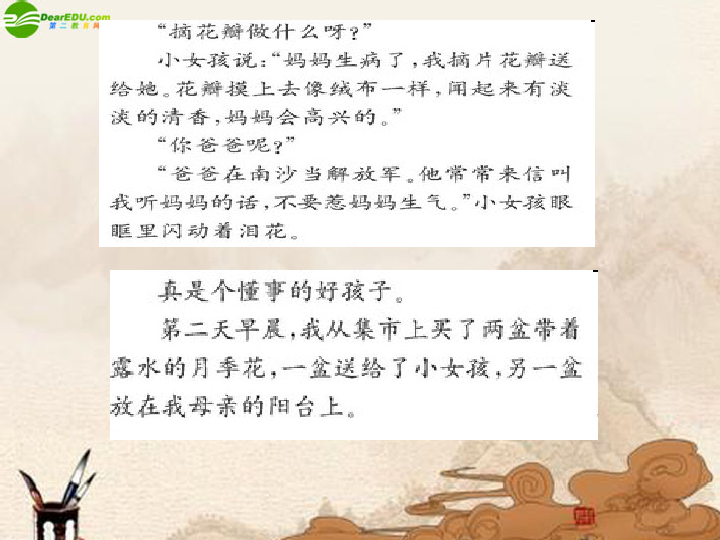 DearEDU.com
第二教育网
“摘花瓣做什么呀?”
小女孩说:“妈妈生病了,我摘片花瓣送
给她。花瓣摸上去像绒布一样,闻起来有淡
淡的清香,妈妈会高兴的。”
“你爸爸呢?”
“爸爸在南沙当解放军。他常常来信叫
我听妈妈的话,不要惹妈妈生气。”小女孩眼
眶里闪动着泪花。
真是个懂事的好孩子。
第二天早晨,我从集市上买了两盆带着
露水的月季花,一盆送给了小女孩,另一盆
放在我母亲的阳台上。